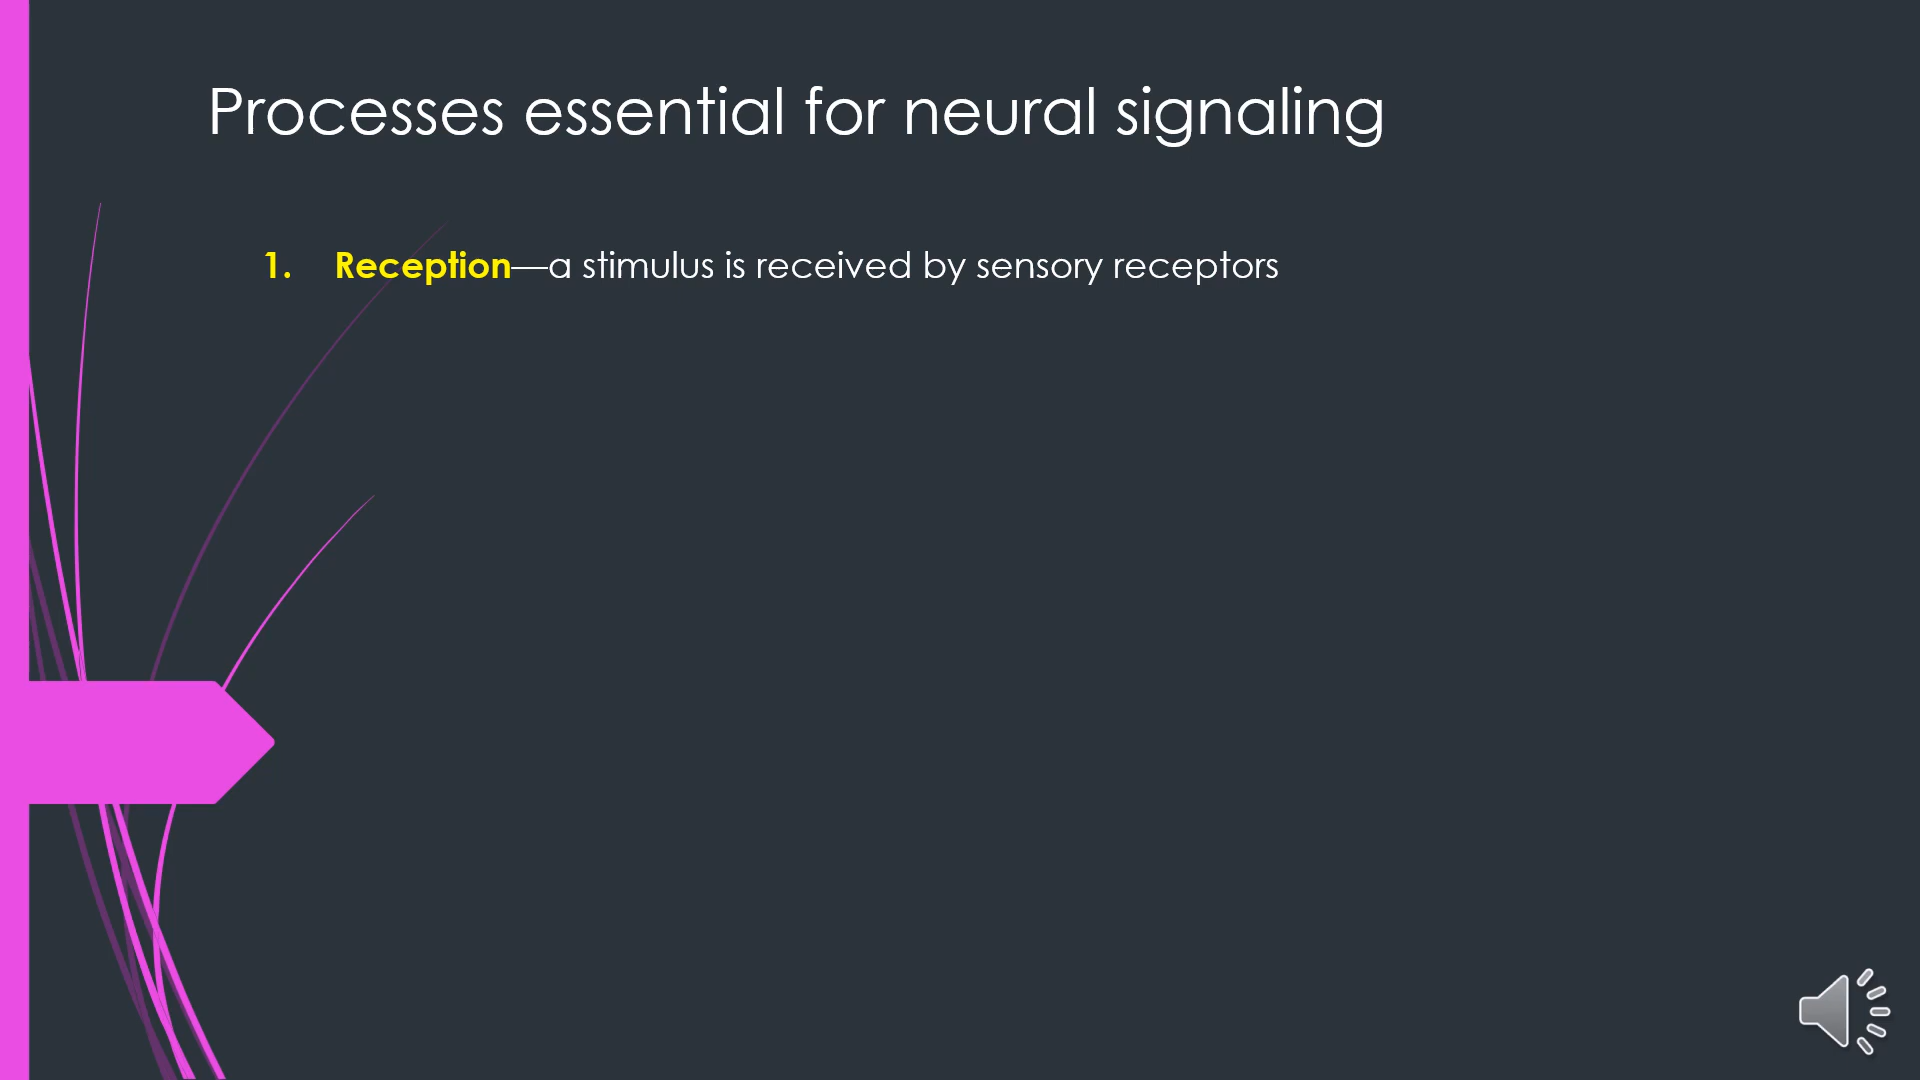 Processes essential for neural signaling
1. Reception—a stimulus is received by sensory receptors